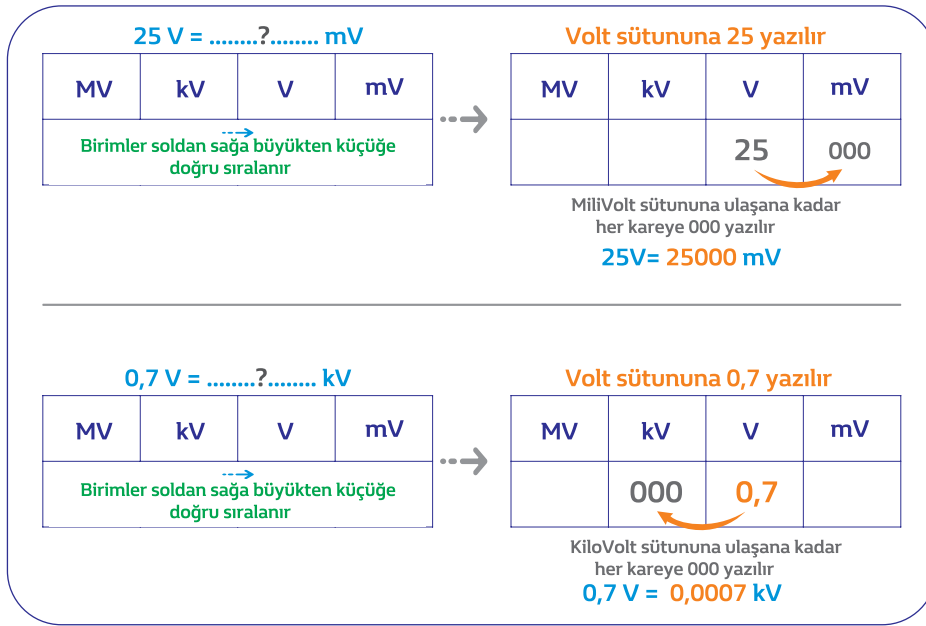 25 V = ........?........ mV
MV kV V mV
Birimler soldan sağa büyükten küçüğe
doğru sıralanır
Volt sütununa 25 yazılır
MV kV V mV
25 000
MiliVolt sütununa ulaşana kadar
her kareye 000 yazılır
25V= 25000 mV
0,7 V = ........?........ kV
MV kV V mV
Birimler soldan sağa büyükten küçüğe
doğru sıralanır
Volt sütununa 0,7 yazılır
MV kV V mV
000 0,7
KiloVolt sütununa ulaşana kadar
her kareye 000 yazılır
0,7 V = 0,0007 kV